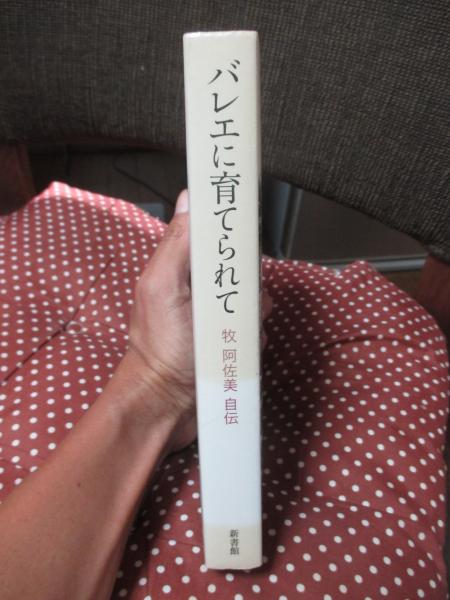 バレエに育てられて
牧 阿佐美 自伝
新書館